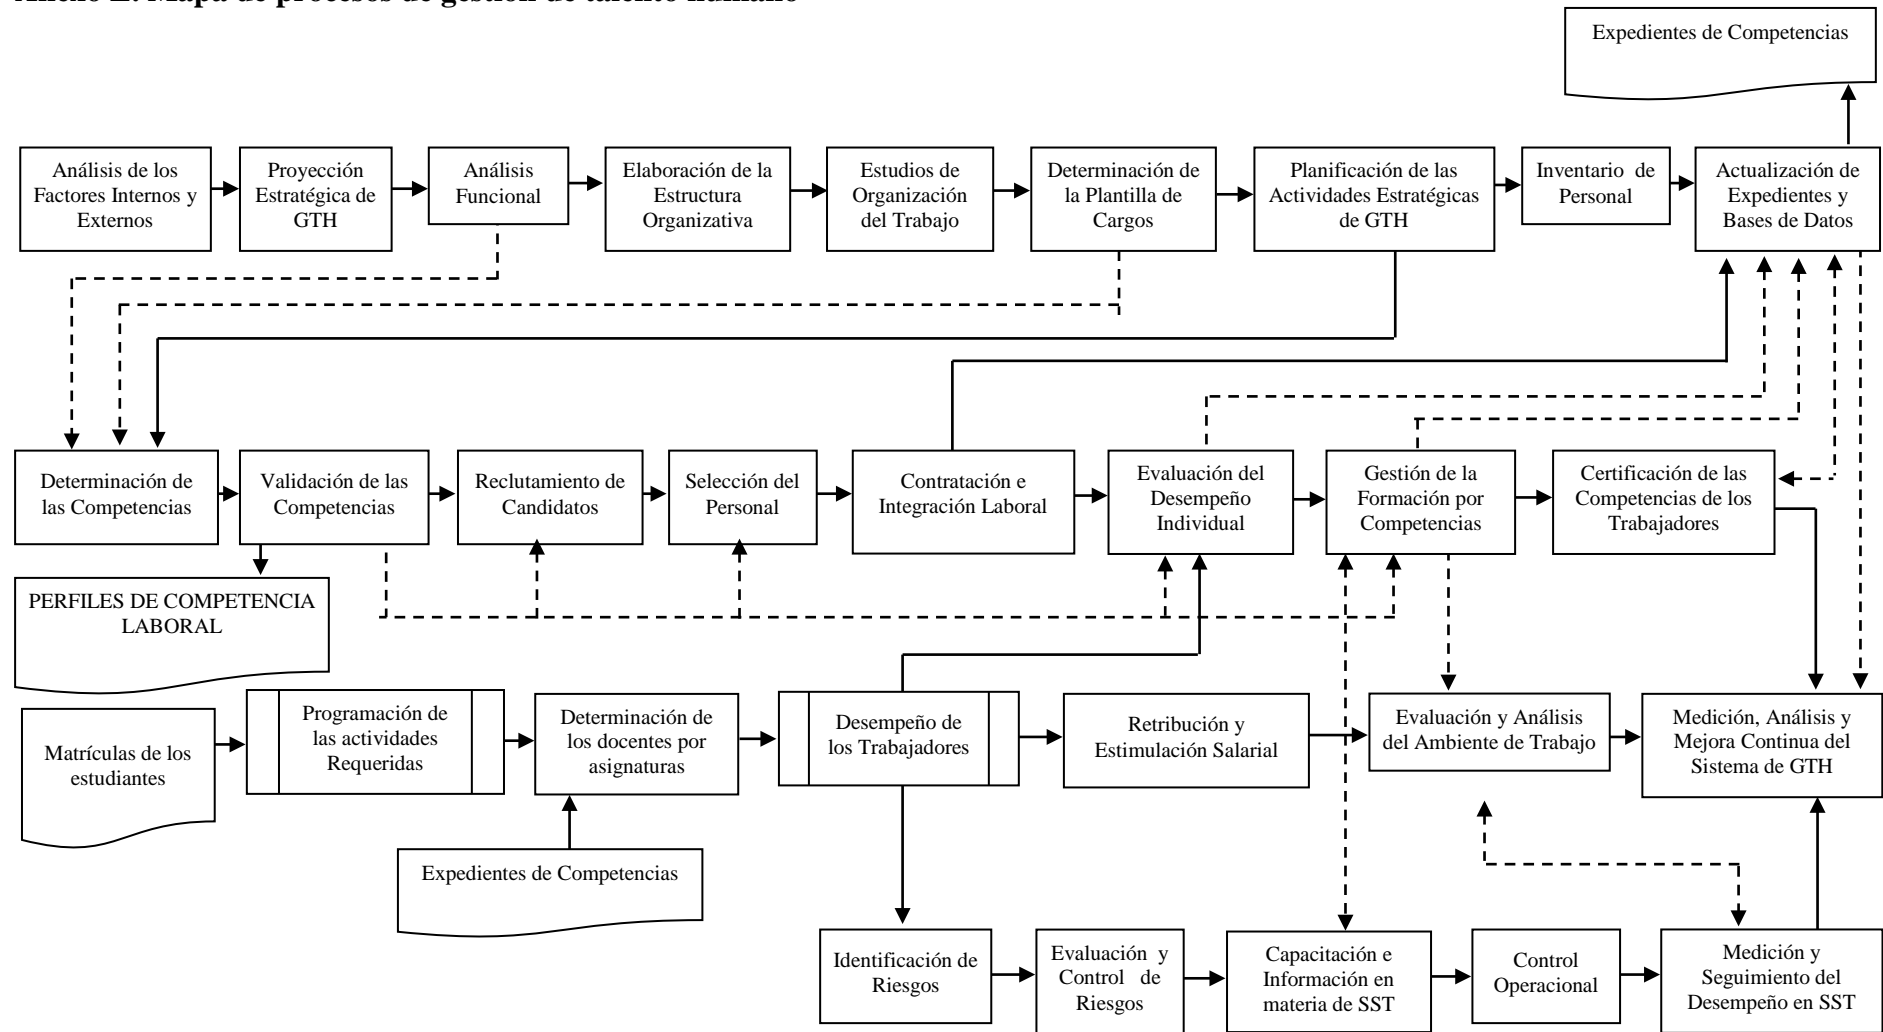 Anexo 2. Mapa de procesos de gestión de talento humano
Expedientes de Competencias
Análisis de los
Factores Internos y
Externos
Proyección
Estratégica de
GTH
Análisis
Funcional
Elaboración de la
Estructura
Organizativa
Estudios de
Organización
del Trabajo
Determinación de
la Plantilla de
Cargos
Planificación de las
Actividades Estratégicas
de GTH
Inventario de
Personal
Actualización de
Expedientes y
Bases de Datos
Determinación de
las Competencias
Validación de las
Competencias
Reclutamiento de
Candidatos
Selección del
Personal
Contratación e
Integración Laboral
Evaluación del
Desempeño
Individual
Gestión de la
Formación por
Competencias
Certificación de las
Competencias de los
Trabajadores
PERFILES DE COMPETENCIA
LABORAL
Matrículas de los
estudiantes
Programación de
las actividades
Requeridas
Determinación de
los docentes por
asignaturas
Desempeño de
los Trabajadores
Retribución y
Estimulación Salarial
Evaluación y Análisis
del Ambiente de Trabajo
Medición, Análisis y
Mejora Continua del
Sistema de GTH
Expedientes de Competencias
Identificación de
Riesgos
Evaluación y
Control de
Riesgos
Capacitación e
Información en
materia de SST
Control
Operacional
Medición y
Seguimiento del
Desempeño en SST